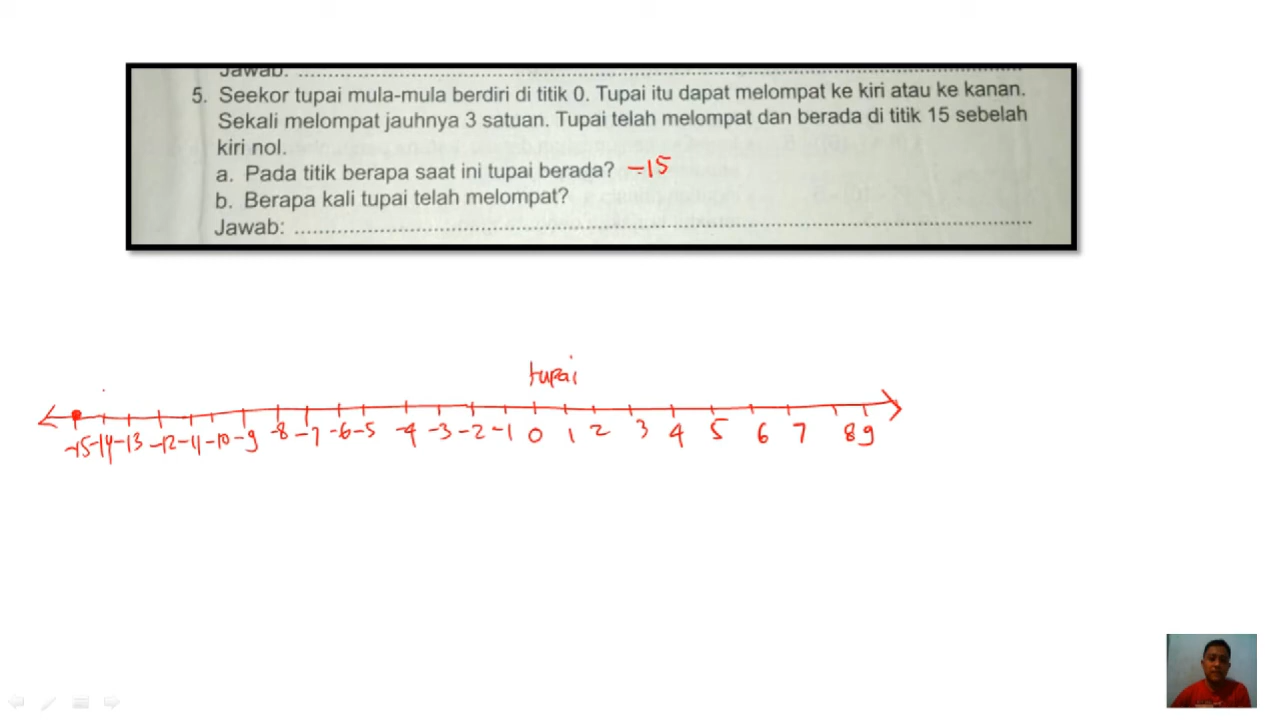 Jawab:
5. Seekor tupai mula-mula berdiri di titik 0. Tupai itu dapat melompat ke kiri atau ke kanan.
Sekali melompat jauhnya 3 satuan. Tupai telah melompat dan berada di titik 15 sebelah
kiri nol.
a. Pada titik berapa saat ini tupai berada? -15
b. Berapa kali tupai telah melompat?
Jawab:
tupai
-15 -14 -13 -12 -11 -10 -9 -8 -7 -6 -5 -4 -3 -2 -1 0 1 2 3 4 5 6 7 8 9